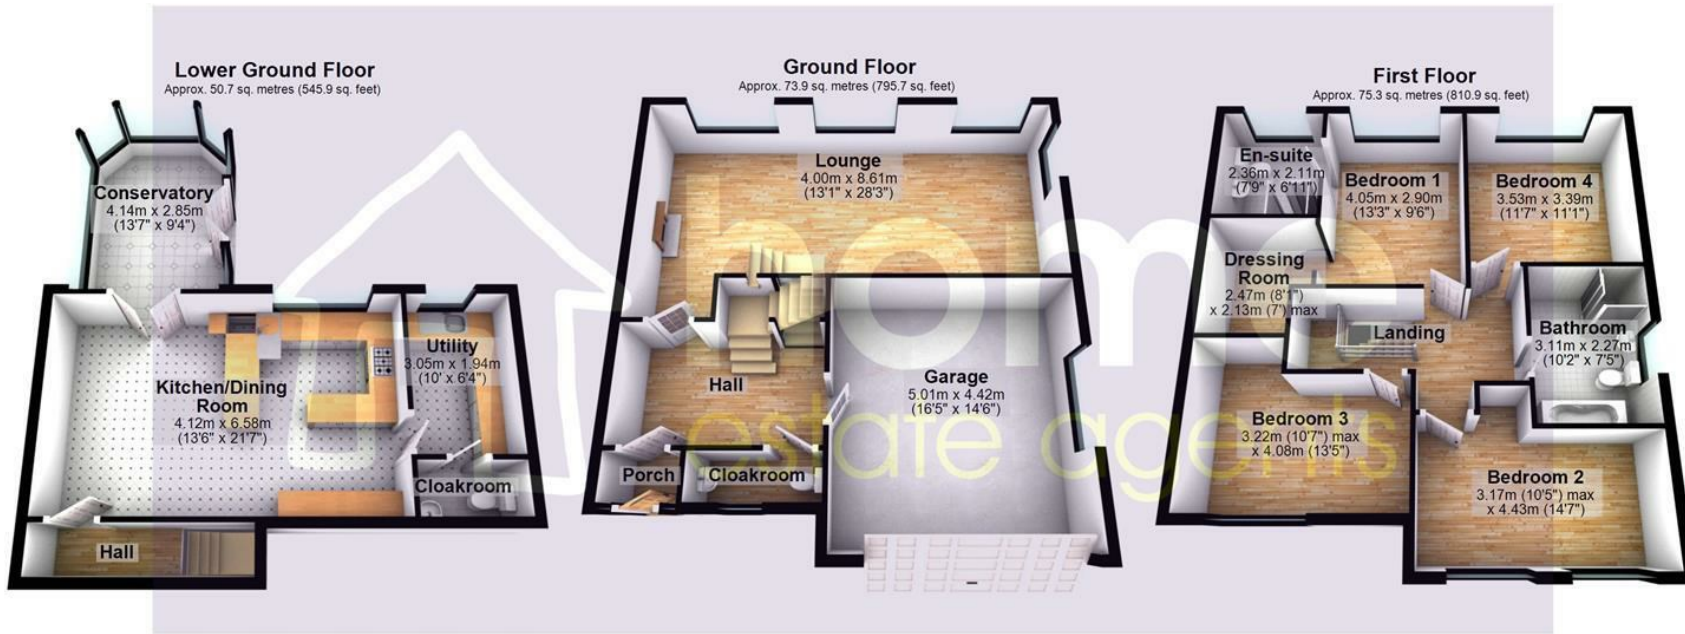 Lower Ground Floor
Approx. 50.7 sq. metres (545.9 sq. feet)
Conservatory
4.14m x 2.85m
(13'7" x 9'4")
Utility
3.05m x 1.94m
(10' x 6'4")
Kitchen/Dining
Room
4.12m x 6.58m
(13'6" x 21'7")
Cloakroom
Hall
Ground Floor
Approx. 73.9 sq. metres (795.7 sq. feet)
Lounge
4.00m x 8.61m
(13'1" x 28'3")
Hall
Garage
5.01m x 4.42m
(16'5" x 14'6")
Porch
Cloakroom
First Floor
Approx. 75.3 sq. metres (810.9 sq. feet)
En-suite
2.36m x 2.11m
(7'9" x 6'11")
Bedroom 1
4.05m x 2.90m
(13'3" x 9'6")
Bedroom 4
3.53m x 3.39m
(11'7" x 11'1")
Dressing
Room
2.47m (8'1")
x 2.13m (7') max
Landing
Bathroom
3.11m x 2.27m
(10'2" x 7'5")
Bedroom 3
3.22m (10'7") max
x 4.08m (13'5")
Bedroom 2
3.17m (10'5") max
x 4.43m (14'7")
home
estate agents